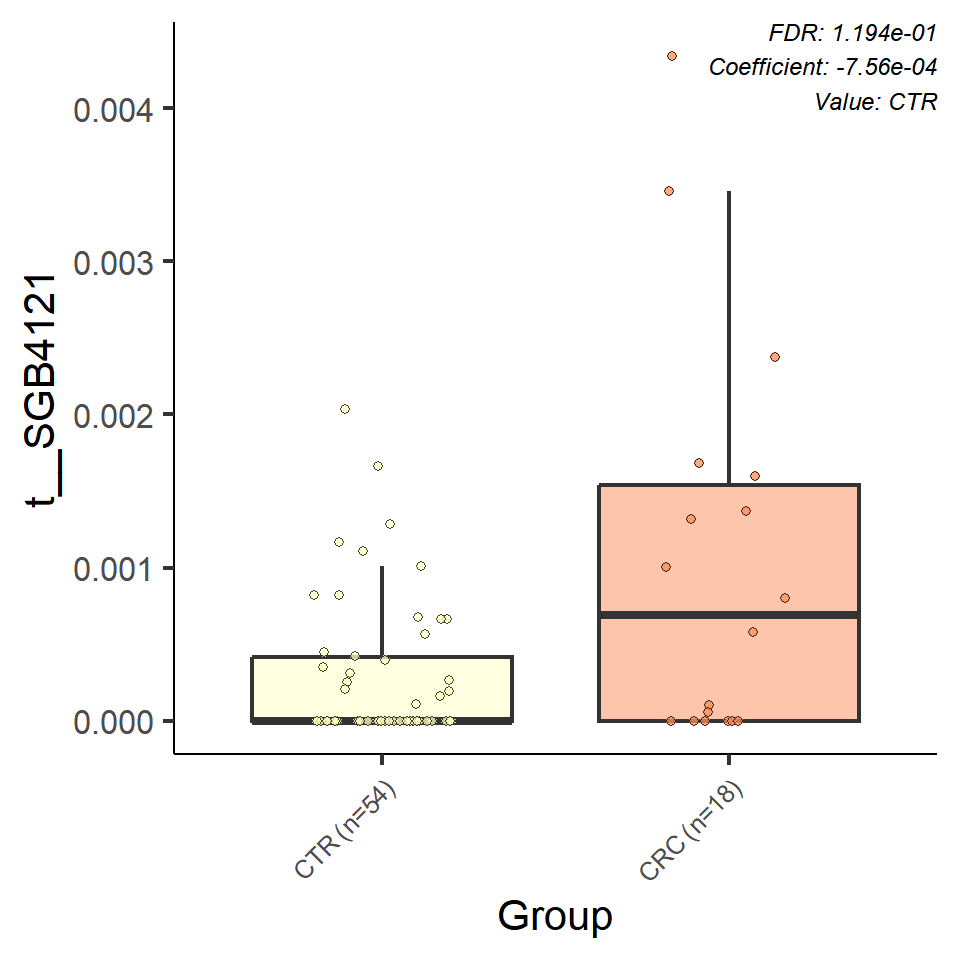 FDR: 1.194e-01
Coefficient: -7.56e-04
Value: CTR
0.004
0.003
0.002
0.001
0.000
t__SGB4121
CTR (n=54)
CRC (n=18)
Group